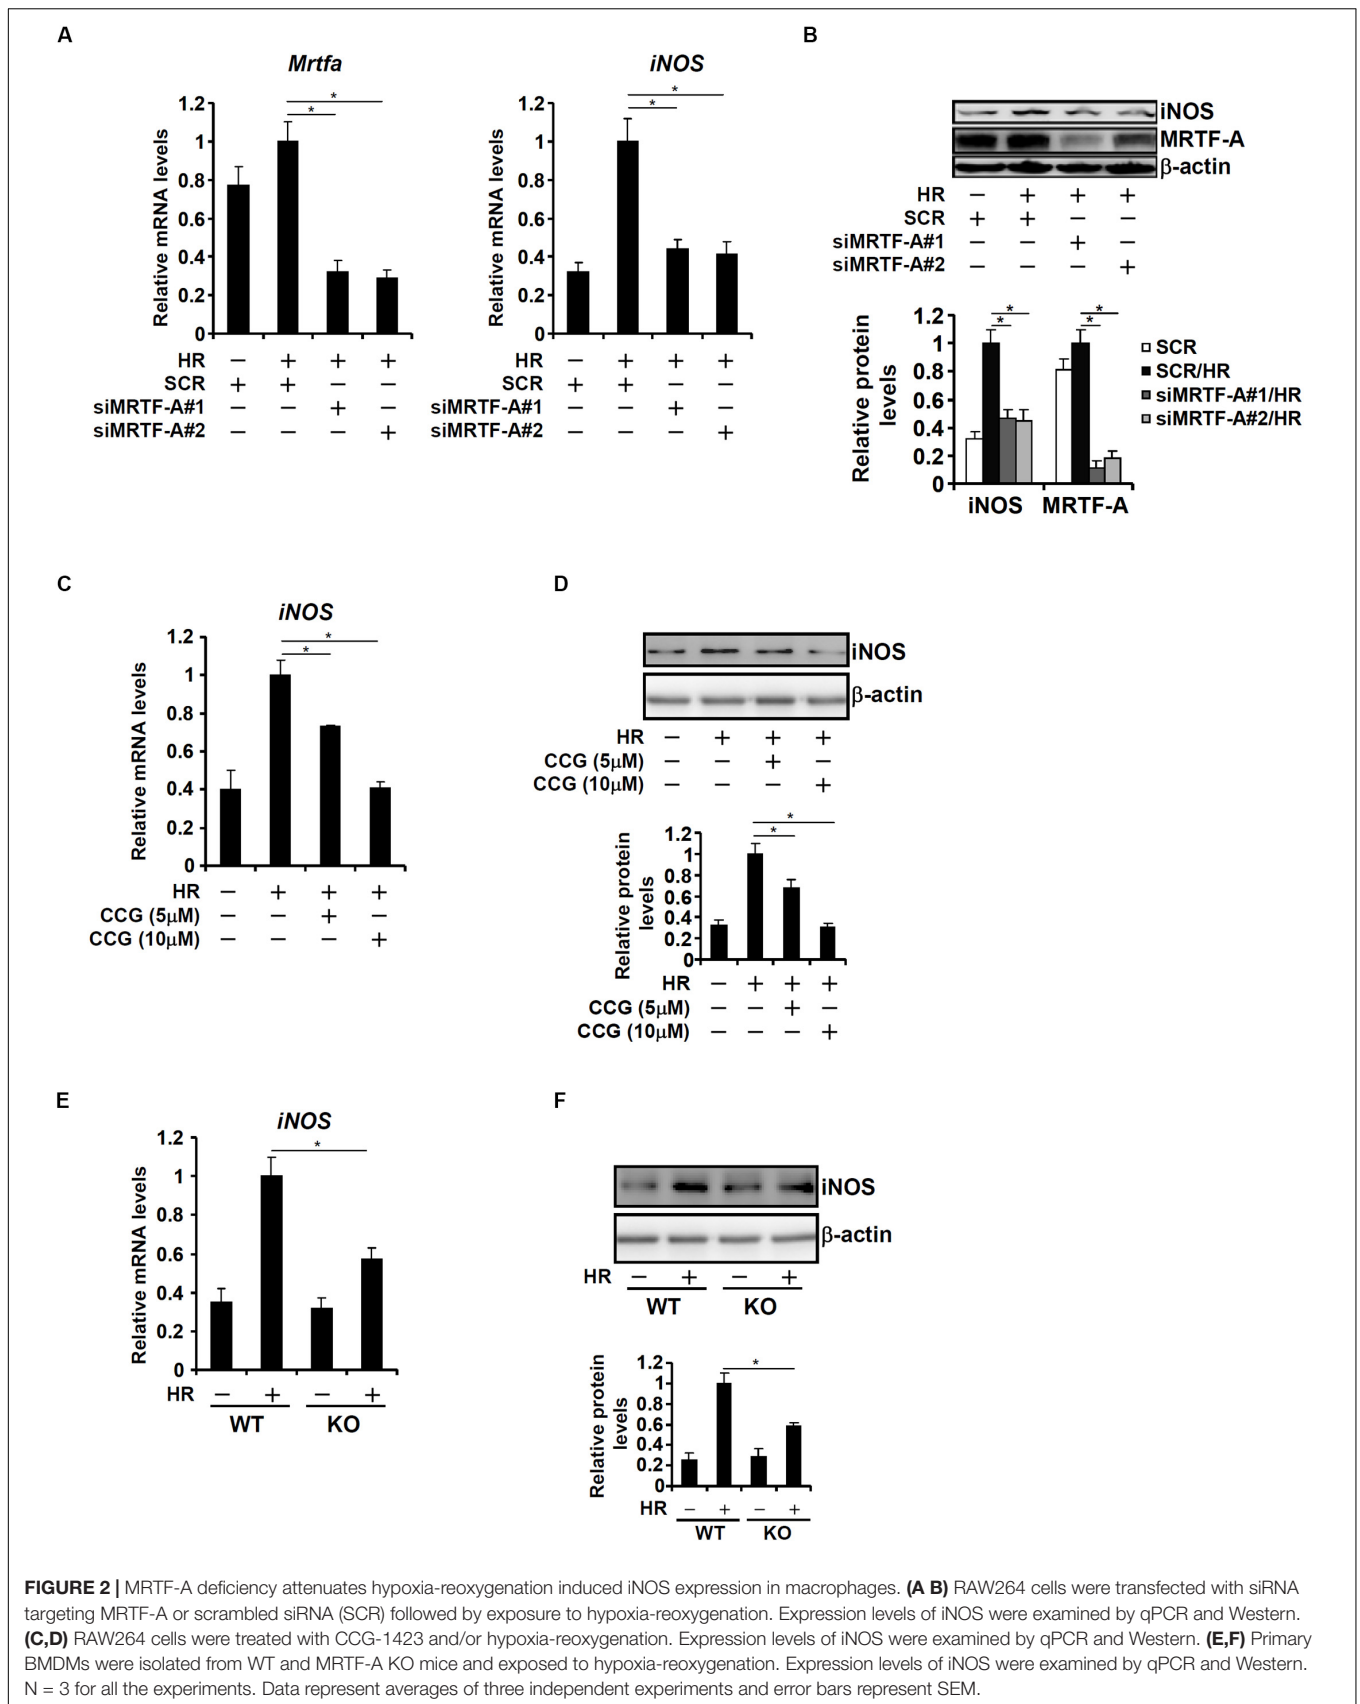 A
Mrtfa
Relative mRNA levels
1.2
1
0.8
0.6
0.4
0.2
0
* *
HR − + + +
SCR + + − −
siMRTF-A#1 − − + −
siMRTF-A#2 − − − +
iNOS
Relative mRNA levels
1.2
1
0.8
0.6
0.4
0.2
0
* *
HR − + + +
SCR + + − −
siMRTF-A#1 − − + −
siMRTF-A#2 − − − +
B
iNOS
MRTF-A
β-actin
HR − + + +
SCR + + − −
siMRTF-A#1 − − + −
siMRTF-A#2 − − − +
Relative protein
levels
1.2
1
0.8
0.6
0.4
0.2
0
* * * *
iNOS MRTF-A
SCR
SCR/HR
siMRTF-A#1/HR
siMRTF-A#2/HR
C
iNOS
Relative mRNA levels
1.2
1
0.8
0.6
0.4
0.2
0
* *
HR − + + +
CCG (5μM) − − + −
CCG (10μM) − − − +
D
iNOS
β-actin
HR − + + +
CCG (5μM) − − + −
CCG (10μM) − − − +
Relative protein
levels
1.2
1
0.8
0.6
0.4
0.2
0
* *
HR − + + +
CCG (5μM) − − + −
CCG (10μM) − − − +
E
iNOS
Relative mRNA levels
1.2
1
0.8
0.6
0.4
0.2
0
*
HR − + − +
WT KO
F
iNOS
β-actin
HR − + − +
WT KO
Relative protein
levels
1.2
1
0.8
0.6
0.4
0.2
0
*
HR − + − +
WT KO
FIGURE 2 | MRTF-A deficiency attenuates hypoxia-reoxygenation induced iNOS expression in macrophages. (A B) RAW264 cells were transfected with siRNA
targeting MRTF-A or scrambled siRNA (SCR) followed by exposure to hypoxia-reoxygenation. Expression levels of iNOS were examined by qPCR and Western.
(C,D) RAW264 cells were treated with CCG-1423 and/or hypoxia-reoxygenation. Expression levels of iNOS were examined by qPCR and Western. (E,F) Primary
BMDMs were isolated from WT and MRTF-A KO mice and exposed to hypoxia-reoxygenation. Expression levels of iNOS were examined by qPCR and Western.
N = 3 for all the experiments. Data represent averages of three independent experiments and error bars represent SEM.